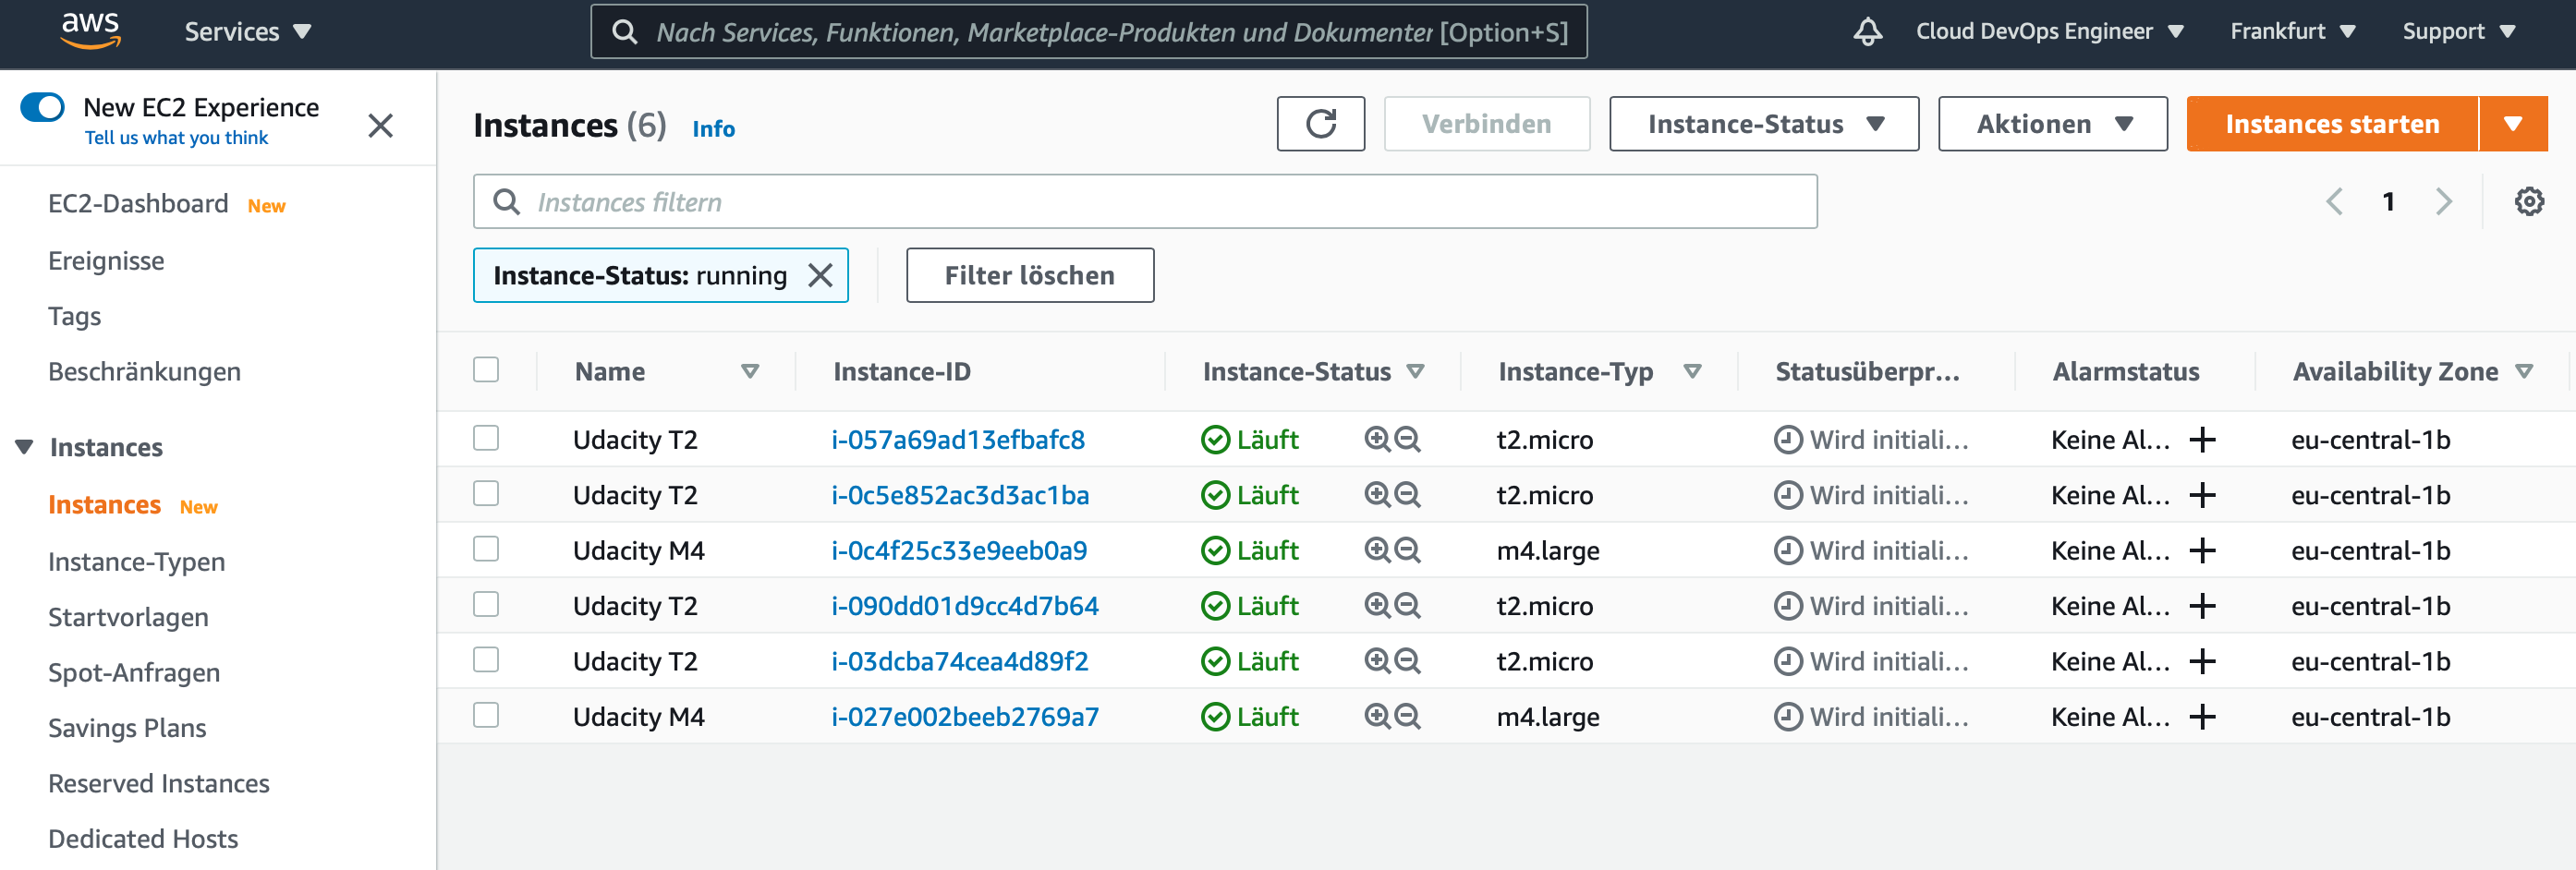 aws Services Nach Services, Funktionen, Marketplace-Produkten und Dokumenter [Option+S] Cloud DevOps Engineer Frankfurt Support
New EC2 Experience
Tell us what you think
EC2-Dashboard New
Ereignisse
Tags
Beschränkungen
Instances
Instances New
Instance-Typen
Startvorlagen
Spot-Anfragen
Savings Plans
Reserved Instances
Dedicated Hosts
Instances (6) Info Verbinden Instance-Status Aktionen Instances starten
Instances filtern 1
Instance-Status: running Filter löschen
Name Instance-ID Instance-Status Instance-Typ Statusüberpr... Alarmstatus Availability Zone
Udacity T2 i-057a69ad13efbafc8 Läuft t2.micro Wird initiali... Keine Al... eu-central-1b
Udacity T2 i-0c5e852ac3d3ac1ba Läuft t2.micro Wird initiali... Keine Al... eu-central-1b
Udacity M4 i-0c4f25c33e9eeb0a9 Läuft m4.large Wird initiali... Keine Al... eu-central-1b
Udacity T2 i-090dd01d9cc4d7b64 Läuft t2.micro Wird initiali... Keine Al... eu-central-1b
Udacity T2 i-03dcba74cea4d89f2 Läuft t2.micro Wird initiali... Keine Al... eu-central-1b
Udacity M4 i-027e002beeb2769a7 Läuft m4.large Wird initiali... Keine Al... eu-central-1b